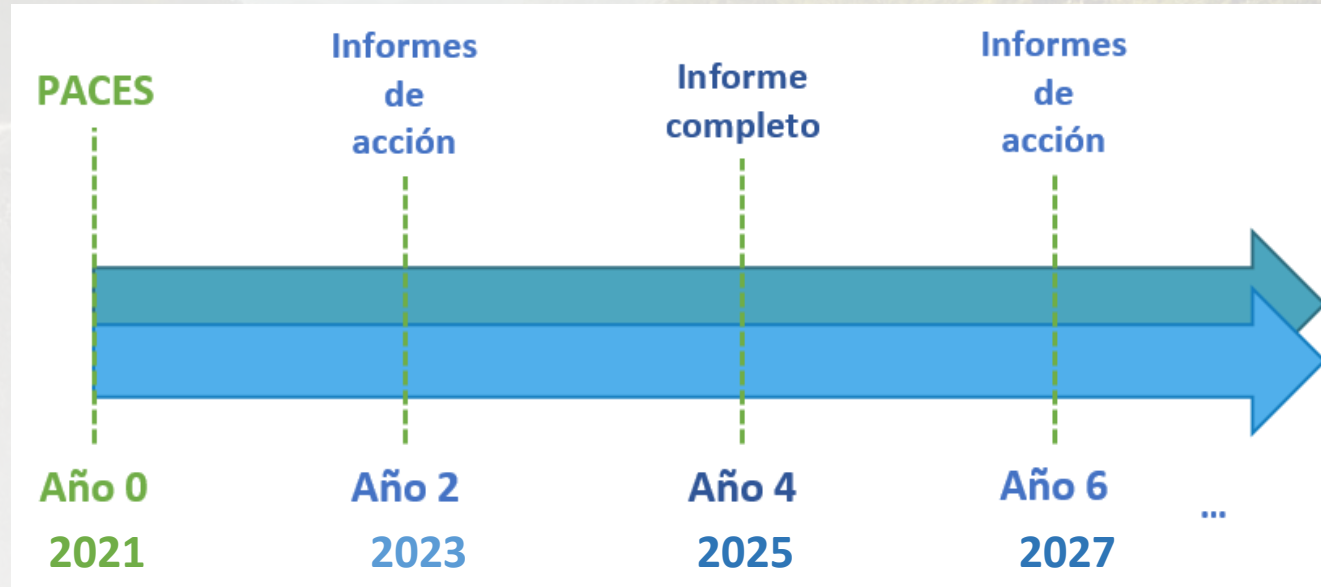 PACES
Informes
de
acción
Informe
completo
Informes
de
acción
Año 0
Año 2
Año 4
Año 6
...
2021
2023
2025
2027